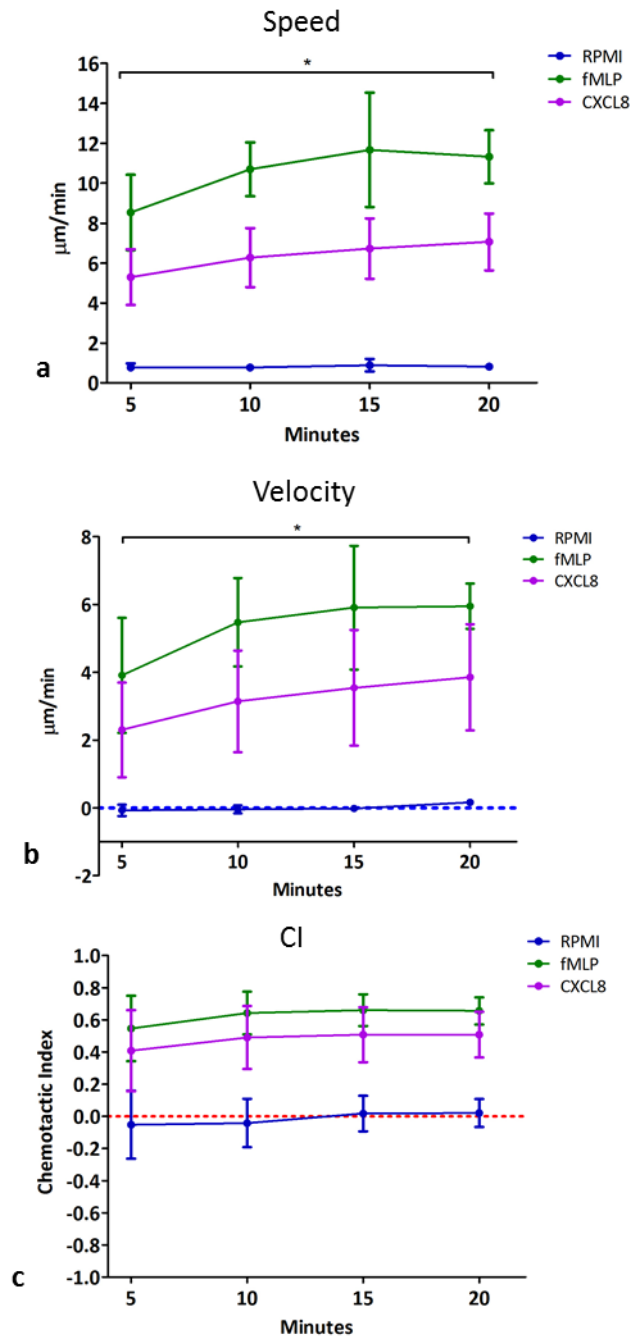 Speed
RPMI
fMLP
CXCL8
*
16
14
12
10
8
6
4
2
0
μm/min
5 10 15 20
Minutes
a
Velocity
RPMI
fMLP
CXCL8
*
8
6
4
2
0
-2
μm/min
5 10 15 20
Minutes
b
CI
RPMI
fMLP
CXCL8
1.0
0.8
0.6
0.4
0.2
0.0
-0.2
-0.4
-0.6
-0.8
-1.0
Chemotactic Index
5 10 15 20
Minutes
c